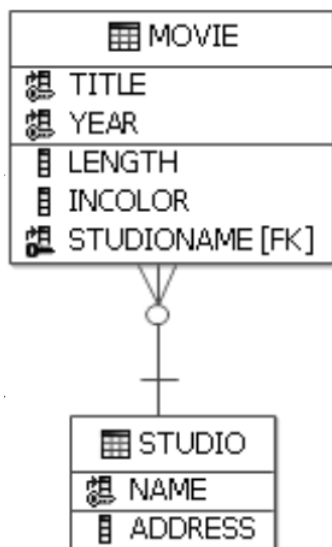 MOVIE
TITLE
YEAR
LENGTH
INCOLOR
STUDIONAME [FK]
STUDIO
NAME
ADDRESS